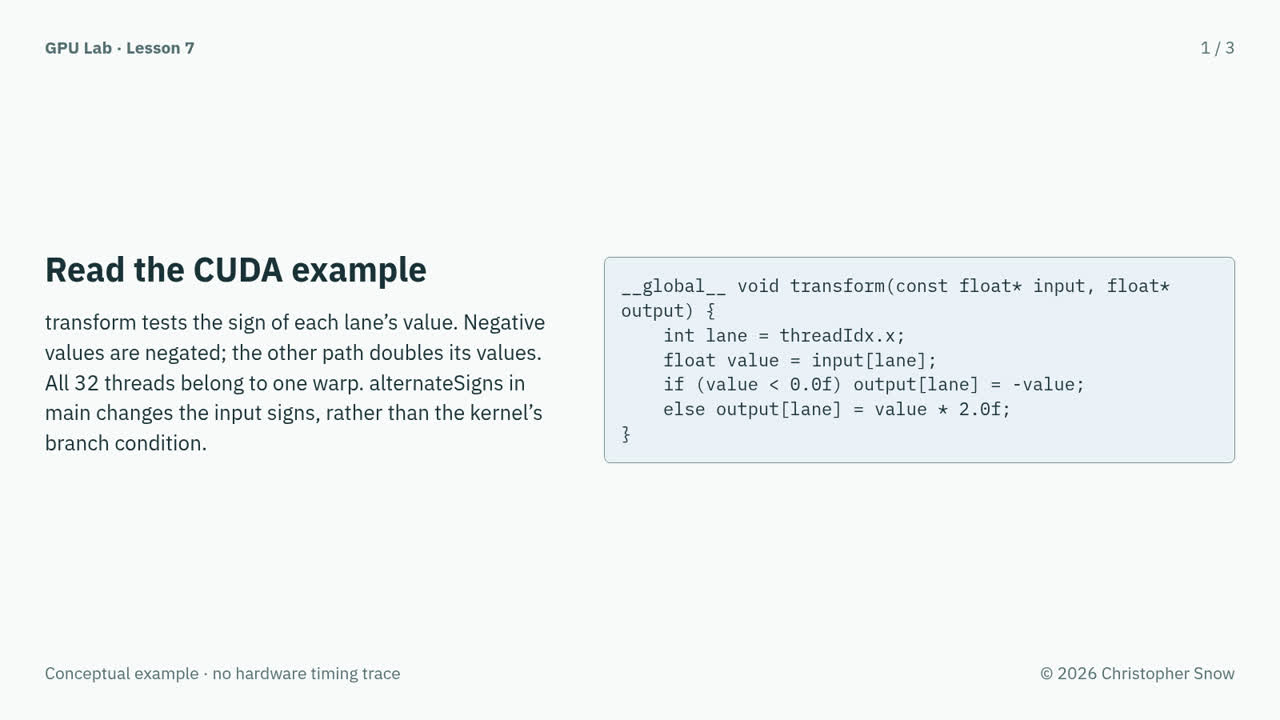 GPU Lab · Lesson 7
1 / 3
Read the CUDA example
transform tests the sign of each lane’s value. Negative
values are negated; the other path doubles its values.
All 32 threads belong to one warp. alternateSigns in
main changes the input signs, rather than the kernel’s
branch condition.
__global__ void transform(const float* input, float*
output) {
    int lane = threadIdx.x;
    float value = input[lane];
    if (value < 0.0f) output[lane] = -value;
    else output[lane] = value * 2.0f;
}
Conceptual example · no hardware timing trace
© 2026 Christopher Snow